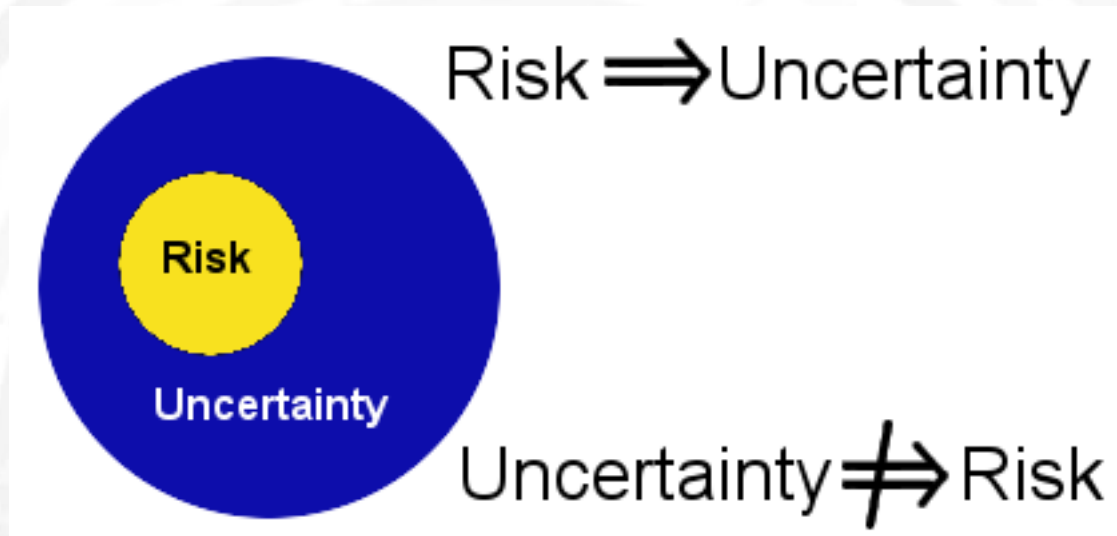 Risk ⇒ Uncertainty
Risk
Uncertainty
Uncertainty ⇏ Risk